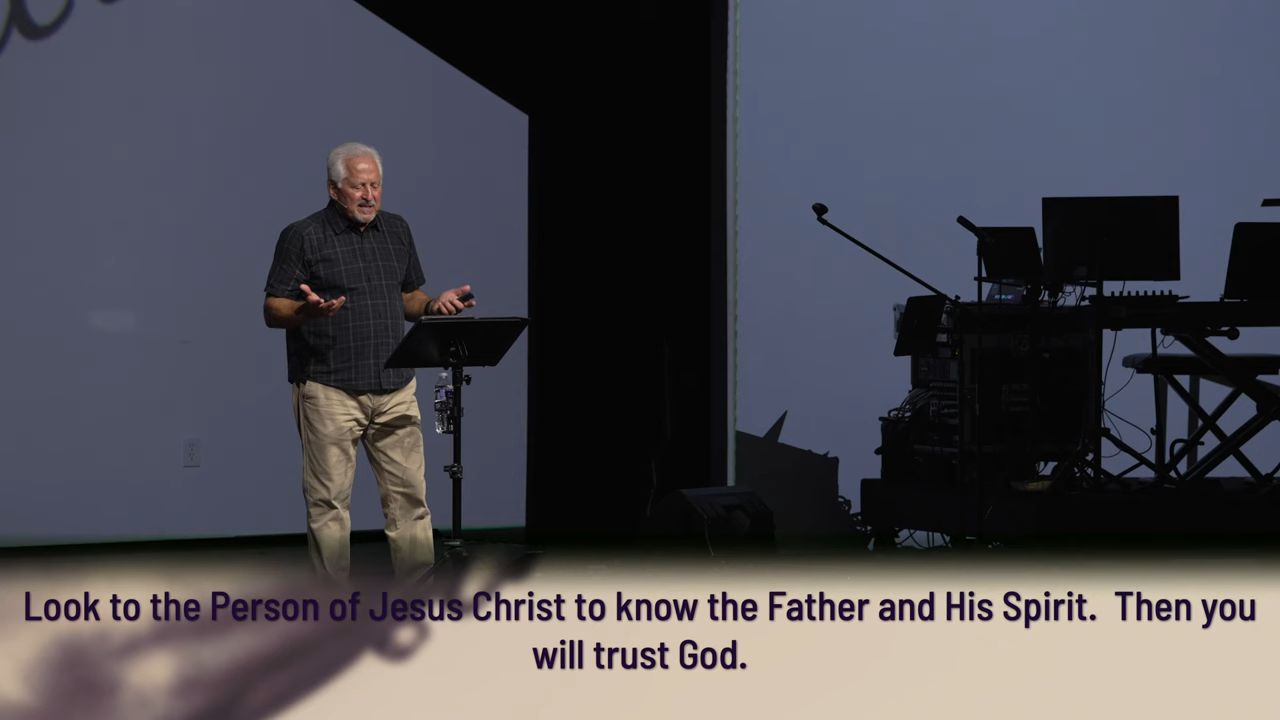 Look to the Person of Jesus Christ to know the Father and His Spirit.  Then you
will trust God.